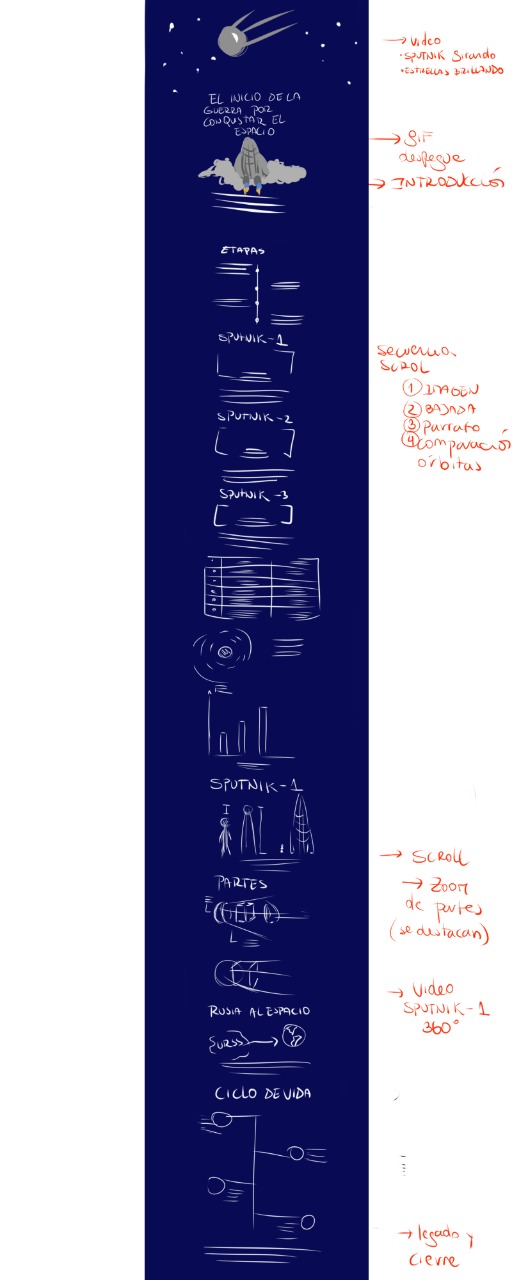 → Video
• SPUTNIK Girando
• ESTRELLAS BRILLANDO
EL INICIO DE LA
GUERRA POR
CONQUSTAR EL
ESPACIO
→ GIF
despegue
→ INTRODUCCIÓN
ETAPAS
SPUTNIK-1
secuencia
SCROL
① IMAGEN
② BAJADA
③ Parrafo
④ comparación
órbitas
SPUTNIK-2
SPUTNIK-3
SPUTNIK-1
→ SCROLL
PARTES
→ ZOOM
de partes
(se destacan)
→ Video
SPUTNIK-1
360°
RUSIA AL ESPACIO
URSS
CICLO DE VIDA
→ legado y
cierre